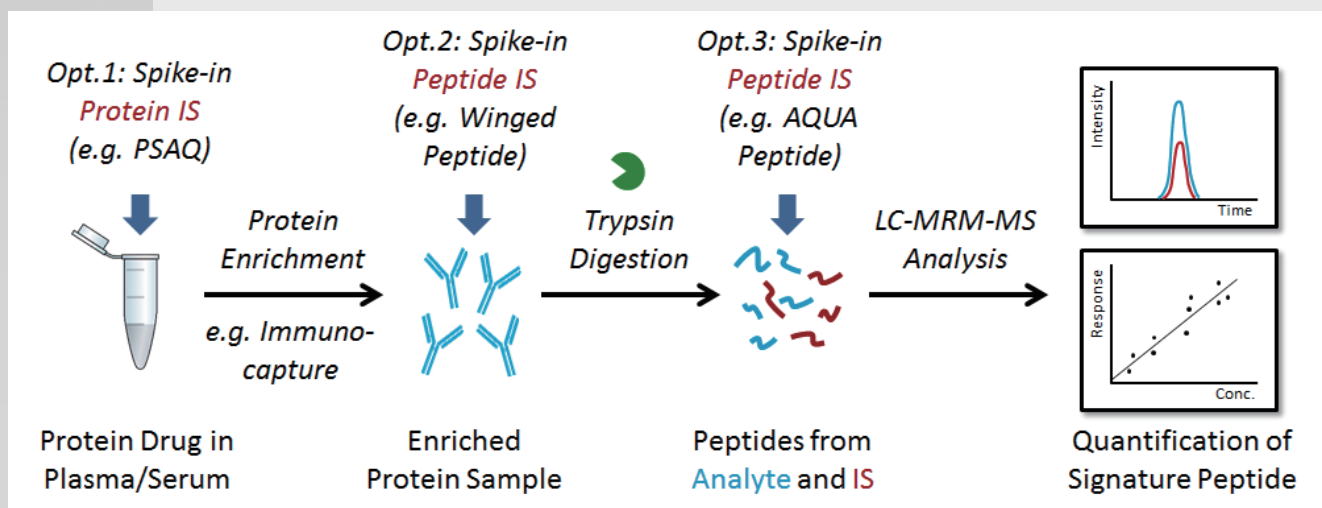 Opt.1: Spike-in
Protein IS
(e.g. PSAQ)
Opt.2: Spike-in
Peptide IS
(e.g. Winged
Peptide)
Opt.3: Spike-in
Peptide IS
(e.g. AQUA
Peptide)
Protein
Enrichment
e.g. Immuno-
capture
Trypsin
Digestion
LC-MRM-MS
Analysis
Intensity
Time
Response
Conc.
Protein Drug in
Plasma/Serum
Enriched
Protein Sample
Peptides from
Analyte and IS
Quantification of
Signature Peptide